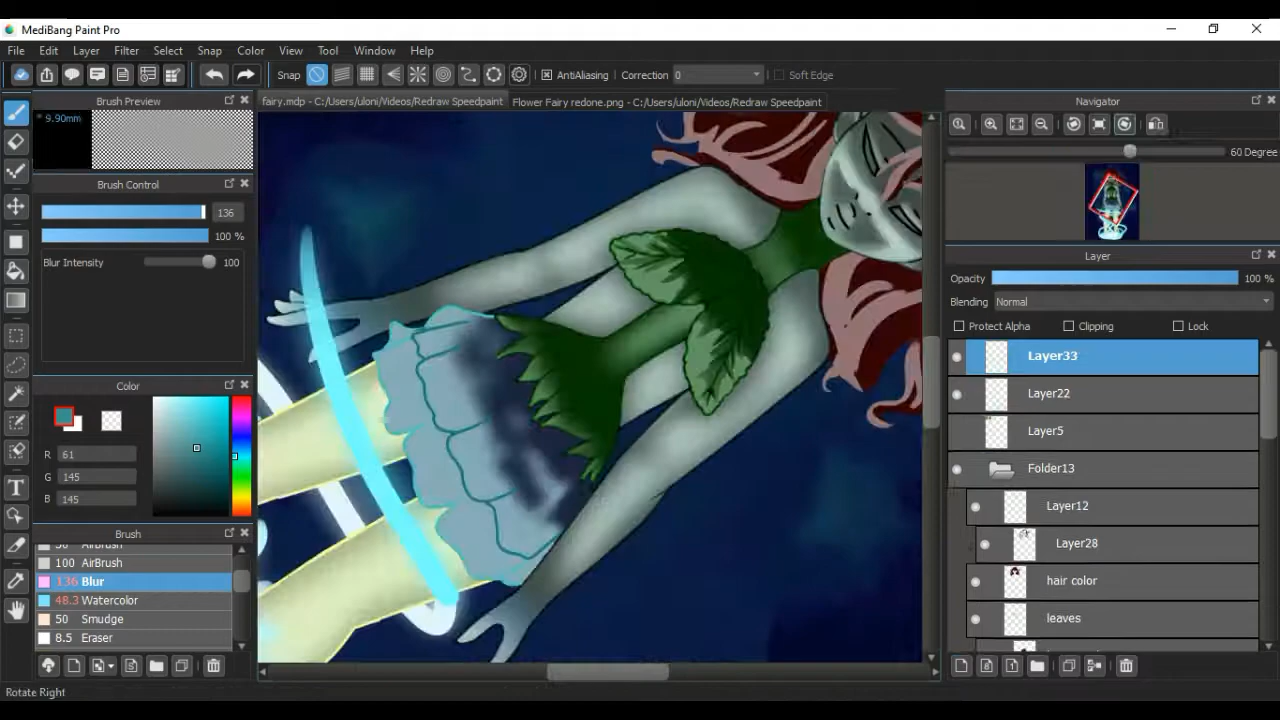 MediBang Paint Pro
File Edit Layer Filter Select Snap Color View Tool Window Help
Snap AntiAliasing Correction 0 Soft Edge
Brush Preview
fairy.mdp - C:/Users/uloni/Videos/Redraw Speedpaint Flower Fairy redone.png - C:/Users/uloni/Videos/Redraw Speedpaint
Navigator
9.90mm
60 Degree
Brush Control
136
100 %
Blur Intensity 100
Layer
Opacity 100 %
Blending Normal
Protect Alpha Clipping Lock
Layer33
Layer22
Layer5
Folder13
Layer12
Layer28
hair color
leaves
Color
R 61
G 145
B 145
Brush
50 AirBrush
100 AirBrush
136 Blur
48.3 Watercolor
50 Smudge
8.5 Eraser
T
Rotate Right